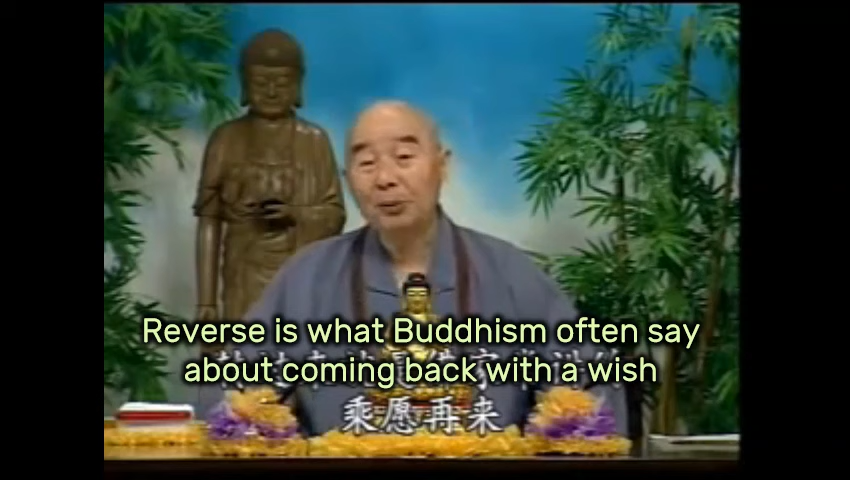 Reverse is what Buddhism often say
about coming back with a wish
乘愿再来